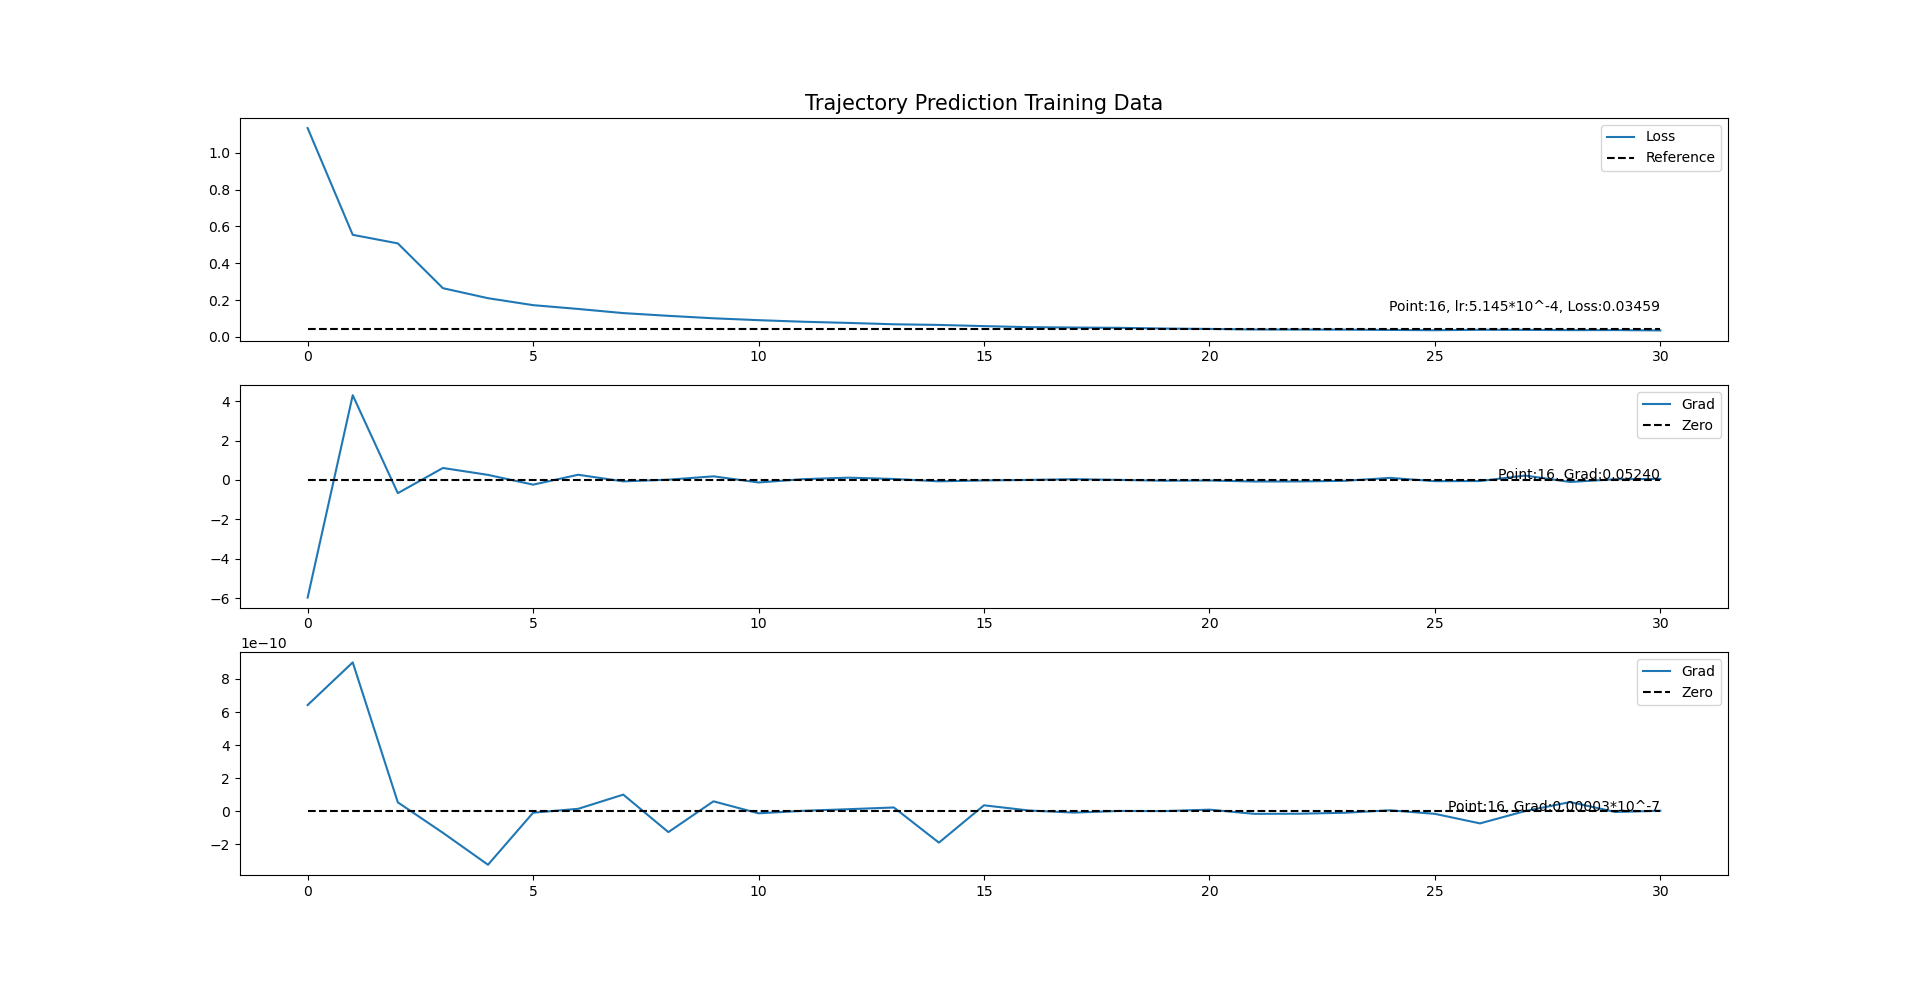 Trajectory Prediction Training Data
Loss
Reference
1.0
0.8
0.6
0.4
0.2
0.0
Point:16, lr:5.145*10^-4, Loss:0.03459
0 5 10 15 20 25 30
Grad
Zero
4
2
0
−2
−4
−6
Point:16, Grad:0.05240
0 5 10 15 20 25 30
1e−10
Grad
Zero
8
6
4
2
0
−2
Point:16, Grad:0.00003*10^-7
0 5 10 15 20 25 30